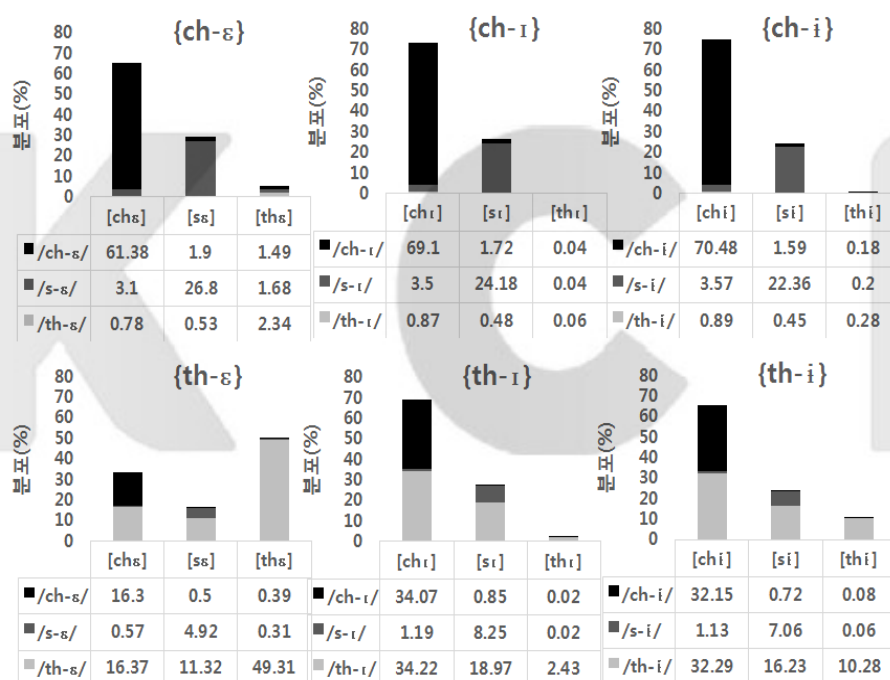 {ch-ε} {ch-ɪ} {ch-ɨ}
80 80 80
70 70 70
60 60 60
50 50 50
40 40 40
30 30 30
20 20 20
10 10 10
0 0 0
분포(%) 분포(%) 분포(%)
[chε] [sε] [thε] [chɪ] [sɪ] [thɪ] [chɨ] [sɨ] [thɨ]
/ch-ε/ 61.38 1.9 1.49 /ch-ɪ/ 69.1 1.72 0.04 /ch-ɨ/ 70.48 1.59 0.18
/s-ε/ 3.1 26.8 1.68 /s-ɪ/ 3.5 24.18 0.04 /s-ɨ/ 3.57 22.36 0.2
/th-ε/ 0.78 0.53 2.34 /th-ɪ/ 0.87 0.48 0.06 /th-ɨ/ 0.89 0.45 0.28
{th-ε} {th-ɪ} {th-ɨ}
80 80 80
70 70 70
60 60 60
50 50 50
40 40 40
30 30 30
20 20 20
10 10 10
0 0 0
분포(%) 분포(%) 분포(%)
[chε] [sε] [thε] [chɪ] [sɪ] [thɪ] [chɨ] [sɨ] [thɨ]
/ch-ε/ 16.3 0.5 0.39 /ch-ɪ/ 34.07 0.85 0.02 /ch-ɨ/ 32.15 0.72 0.08
/s-ε/ 0.57 4.92 0.31 /s-ɪ/ 1.19 8.25 0.02 /s-ɨ/ 1.13 7.06 0.06
/th-ε/ 16.37 11.32 49.31 /th-ɪ/ 34.22 18.97 2.43 /th-ɨ/ 32.29 16.23 10.28